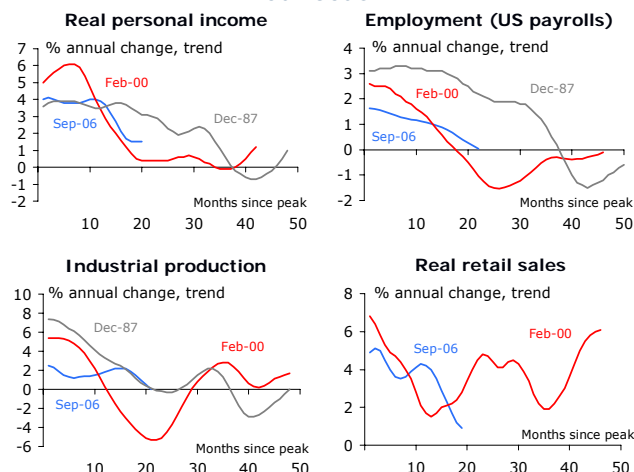 Real personal income
% annual change, trend
7
6
5
4
3
2
1
0
-1
-2
Feb-00
Sep-06
Dec-87
Months since peak
10 20 30 40 50
Employment (US payrolls)
% annual change, trend
4
3
2
1
0
-1
-2
Dec-87
Feb-00
Sep-06
Months since peak
10 20 30 40 50
Industrial production
% annual change, trend
10
8
6
4
2
0
-2
-4
-6
Dec-87
Feb-00
Sep-06
Months since peak
10 20 30 40 50
Real retail sales
% annual change, trend
8
6
4
2
0
Feb-00
Sep-06
Months since peak
10 20 30 40 50